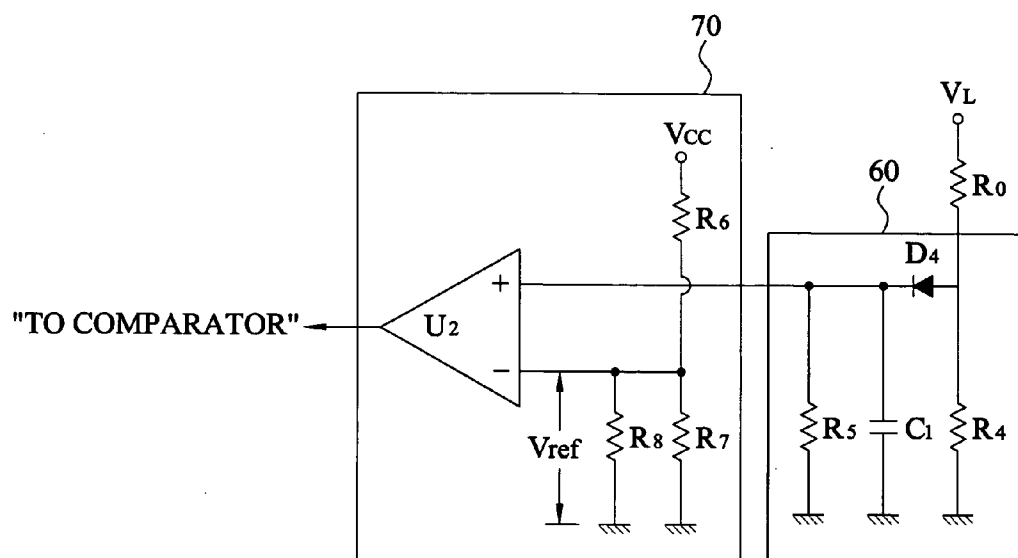 70
VL
VCC
R0
60
R6
D4
+
"TO COMPARATOR"
U2
−
Vref
R8
R7
R5
C1
R4